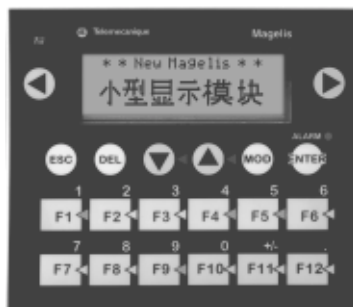 Telemecanique Magelis
* * New Magelis * *
小型显示模块
ALARM
ESC DEL MOD ENTER
1 2 3 4 5 6
F1 F2 F3 F4 F5 F6
7 8 9 0 +/- .
F7 F8 F9 F10 F11 F12